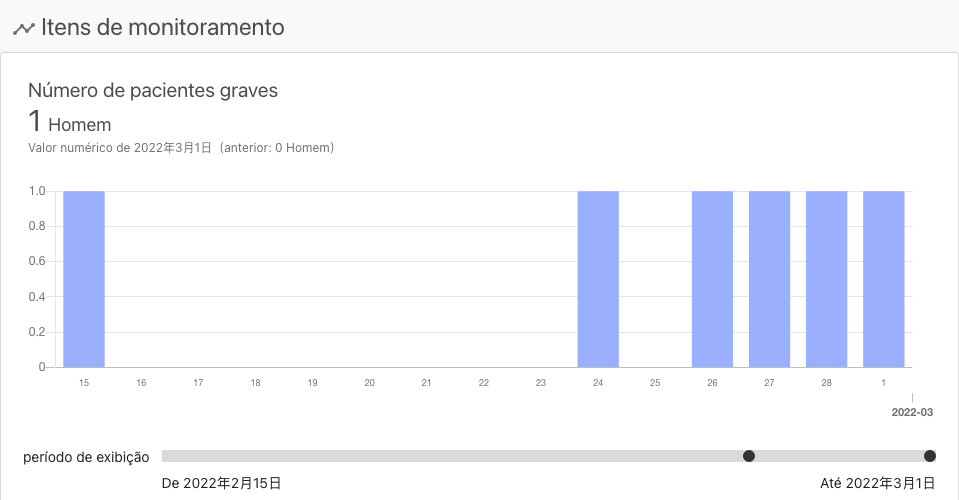 Itens de monitoramento
Número de pacientes graves
1 Homem
Valor numérico de 2022年3月1日（anterior: 0 Homem）
1.0
0.8
0.6
0.4
0.2
0
15 16 17 18 19 20 21 22 23 24 25 26 27 28 1
2022-03
período de exibição
De 2022年2月15日 Até 2022年3月1日